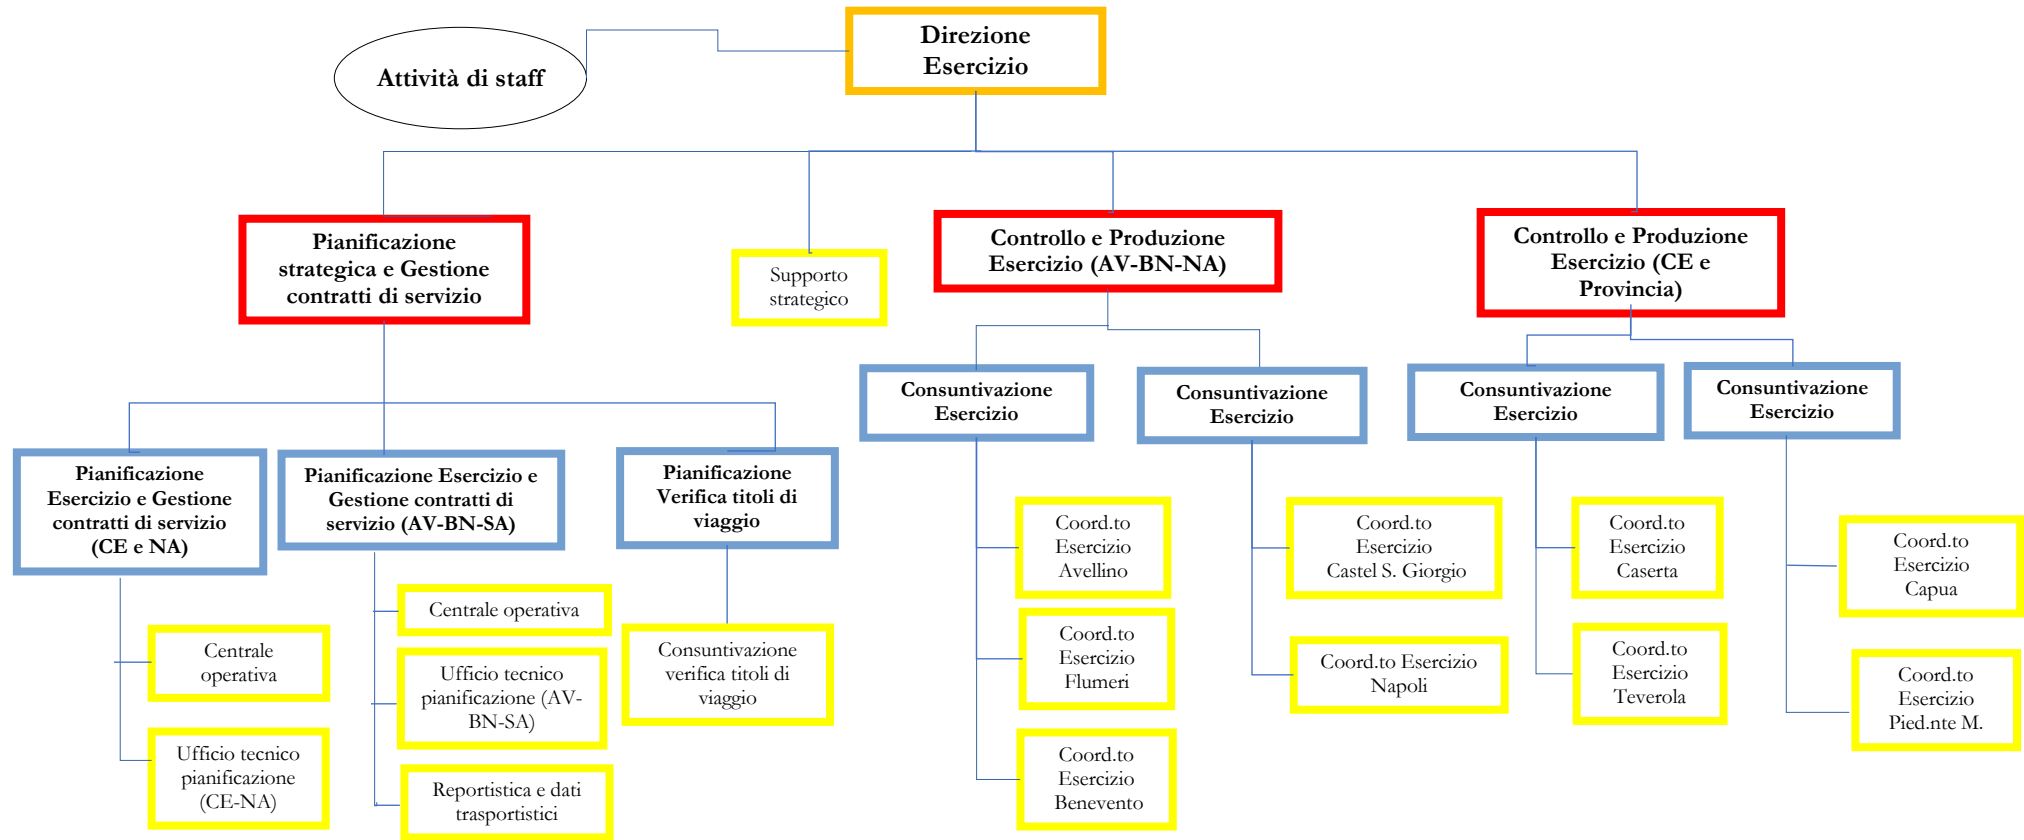 Direzione
Esercizio
Attività di staff
Pianificazione
strategica e Gestione
contratti di servizio
Supporto
strategico
Controllo e Produzione
Esercizio (AV-BN-NA)
Controllo e Produzione
Esercizio (CE e
Provincia)
Consuntivazione
Esercizio
Consuntivazione
Esercizio
Consuntivazione
Esercizio
Consuntivazione
Esercizio
Pianificazione
Esercizio e Gestione
contratti di servizio
(CE e NA)
Pianificazione Esercizio e
Gestione contratti di
servizio (AV-BN-SA)
Pianificazione
Verifica titoli di
viaggio
Centrale
operativa
Ufficio tecnico
pianificazione
(CE-NA)
Centrale operativa
Ufficio tecnico
pianificazione (AV-
BN-SA)
Reportistica e dati
trasportistici
Consuntivazione
verifica titoli di
viaggio
Coord.to
Esercizio
Avellino
Coord.to
Esercizio
Flumeri
Coord.to
Esercizio
Benevento
Coord.to
Esercizio
Castel S. Giorgio
Coord.to Esercizio
Napoli
Coord.to
Esercizio
Caserta
Coord.to
Esercizio
Teverola
Coord.to
Esercizio
Capua
Coord.to
Esercizio
Pied.nte M.